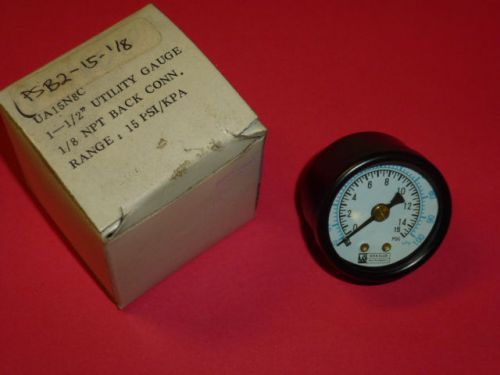 PSB2-15-1/8
UA15N8C
1-1/2" UTILITY GAUGE
1/8 NPT BACK CONN.
RANGE : 15 PSI/KPA
0 2 4 6 8 10 12 14 15
PSI